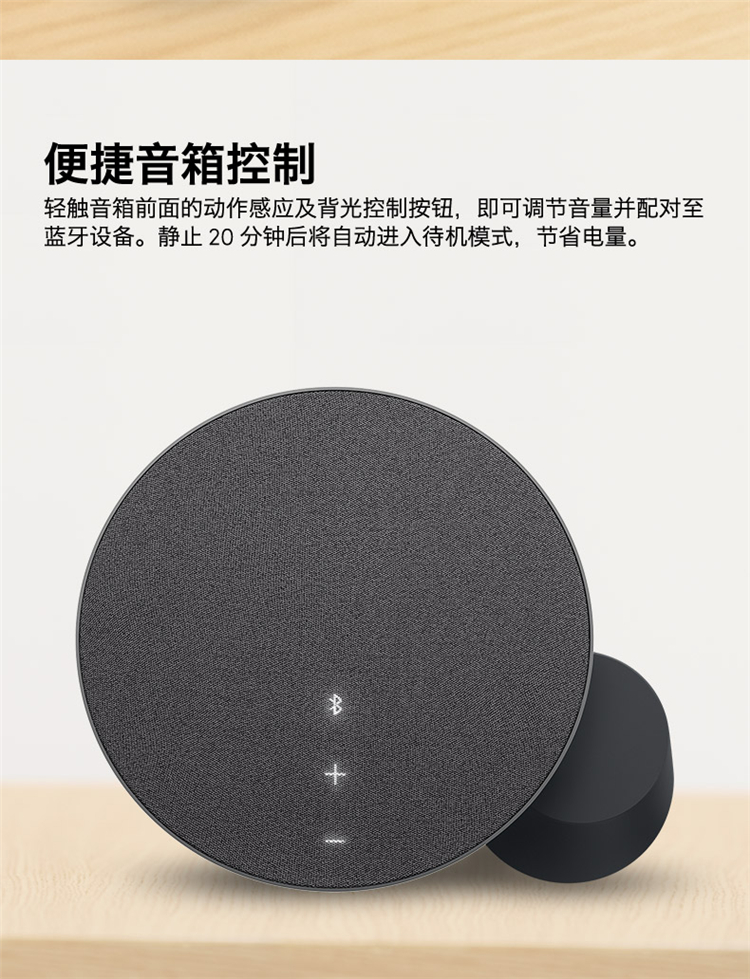 便捷音箱控制
轻触音箱前面的动作感应及背光控制按钮，即可调节音量并配对至
蓝牙设备。静止 20 分钟后将自动进入待机模式，节省电量。